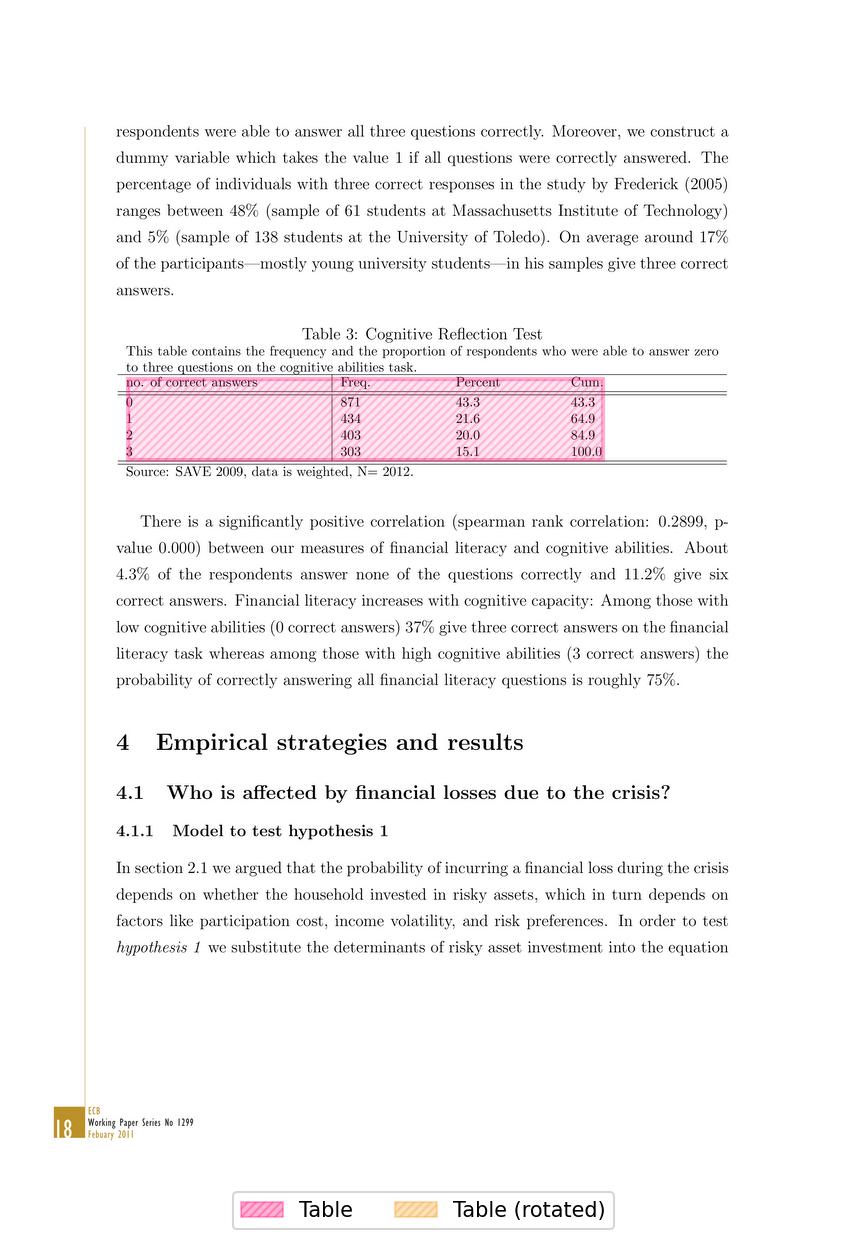 respondents were able to answer all three questions correctly. Moreover, we construct a
dummy variable which takes the value 1 if all questions were correctly answered. The
percentage of individuals with three correct responses in the study by Frederick (2005)
ranges between 48% (sample of 61 students at Massachusetts Institute of Technology)
and 5% (sample of 138 students at the University of Toledo). On average around 17%
of the participants—mostly young university students—in his samples give three correct
answers.
Table 3: Cognitive Reflection Test
This table contains the frequency and the proportion of respondents who were able to answer zero
to three questions on the cognitive abilities task.
no. of correct answers Freq. Percent Cum.
0 871 43.3 43.3
1 434 21.6 64.9
2 403 20.0 84.9
3 303 15.1 100.0
Source: SAVE 2009, data is weighted, N= 2012.
There is a significantly positive correlation (spearman rank correlation: 0.2899, p-
value 0.000) between our measures of financial literacy and cognitive abilities. About
4.3% of the respondents answer none of the questions correctly and 11.2% give six
correct answers. Financial literacy increases with cognitive capacity: Among those with
low cognitive abilities (0 correct answers) 37% give three correct answers on the financial
literacy task whereas among those with high cognitive abilities (3 correct answers) the
probability of correctly answering all financial literacy questions is roughly 75%.
4 Empirical strategies and results
4.1 Who is affected by financial losses due to the crisis?
4.1.1 Model to test hypothesis 1
In section 2.1 we argued that the probability of incurring a financial loss during the crisis
depends on whether the household invested in risky assets, which in turn depends on
factors like participation cost, income volatility, and risk preferences. In order to test
hypothesis 1 we substitute the determinants of risky asset investment into the equation
18
ECB
Working Paper Series No 1299
Febuary 2011
Table Table (rotated)